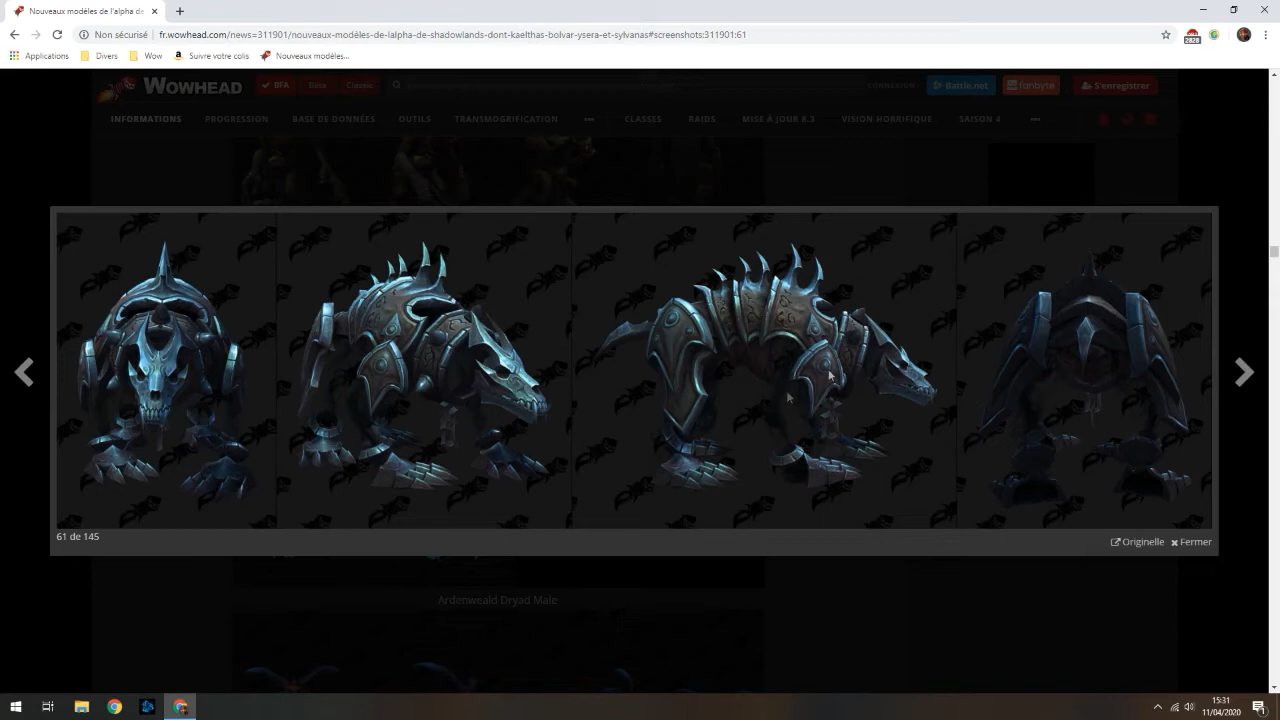 Nouveaux modèles de l'alpha de
Non sécurisé
fr.wowhead.com/news=311901/nouveaux-modèles-de-lalpha-de-shadowlands-dont-kaelthas-bolvar-ysera-et-sylvanas#screenshots:311901:61
Applications Divers Wow Suivre votre colis Nouveaux modèles...
WOWHEAD BFA Classic CONNEXION : Battle.net fanbyte S'enregistrer
INFORMATIONS PROGRESSION BASE DE DONNÉES OUTILS TRANSMOGRIFICATION ••• CLASSES RAIDS MISE À JOUR 8.3 VISION HORRIFIQUE SAISON 4 •••
61 de 145
Originelle Fermer
Ardenweald Dryad Male
15:31
11/04/2020